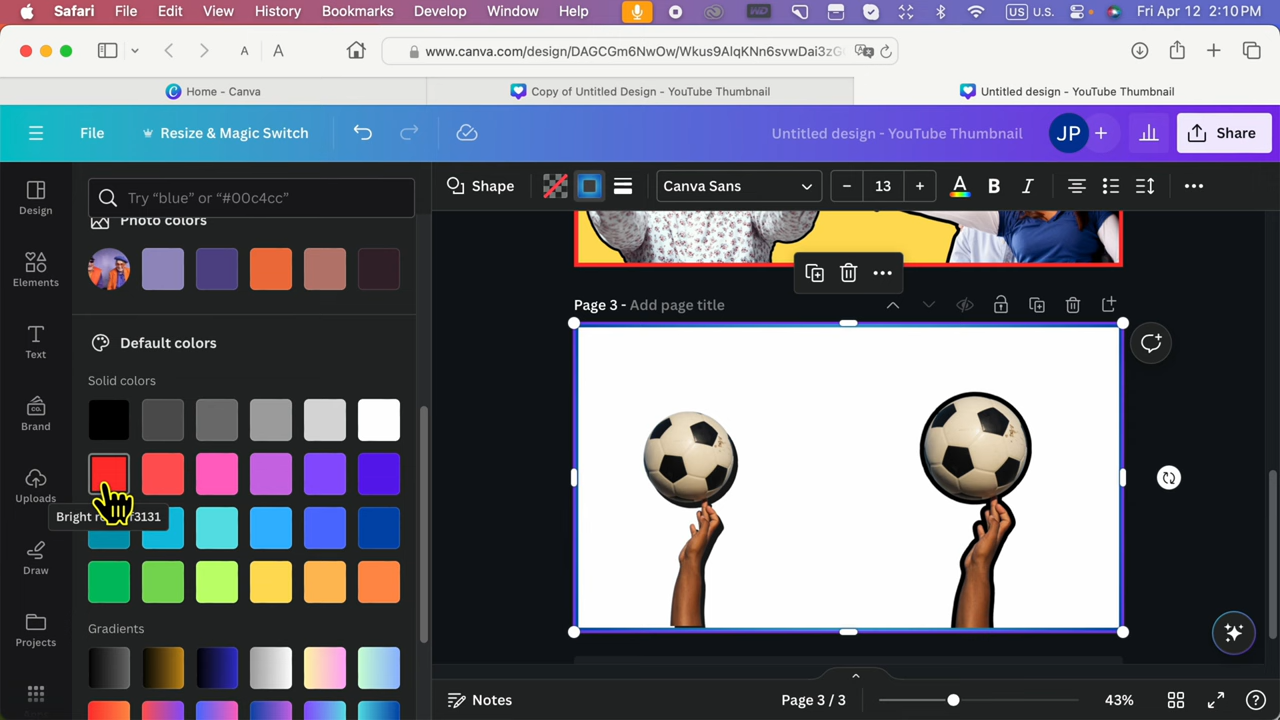 Safari File Edit View History Bookmarks Develop Window Help US U.S. Fri Apr 12 2:10 PM
A A www.canva.com/design/DAGCGm6NwOw/Wkus9AlqKNn6svwDai3z
Home - Canva Copy of Untitled Design - YouTube Thumbnail Untitled design - YouTube Thumbnail
File Resize & Magic Switch Untitled design - YouTube Thumbnail JP + Share
Try "blue" or "#00c4cc" Shape Canva Sans − 13 + A B I
Design
Photo colors
Elements
Page 3 - Add page title
Text
Default colors
Solid colors
CO.
Brand
Uploads
Bright 3131
Draw
Projects
Gradients
Notes Page 3 / 3 43%